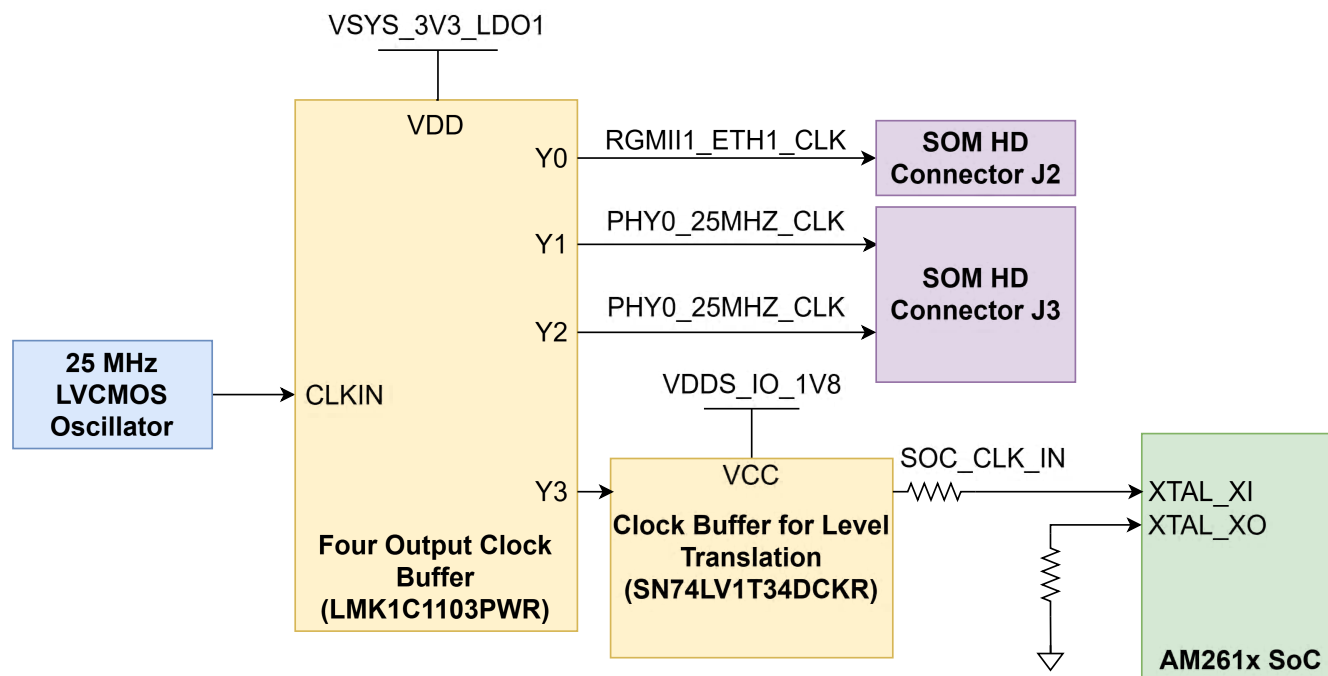 VSYS_3V3_LDO1
VDD
Y0
RGMII1_ETH1_CLK
SOM HD
Connector J2
Y1
PHY0_25MHZ_CLK
SOM HD
Connector J3
Y2
PHY0_25MHZ_CLK
25 MHz
LVCMOS
Oscillator
CLKIN
VDDS_IO_1V8
Y3
VCC
SOC_CLK_IN
XTAL_XI
XTAL_XO
Four Output Clock
Buffer
(LMK1C1103PWR)
Clock Buffer for Level
Translation
(SN74LV1T34DCKR)
AM261x SoC